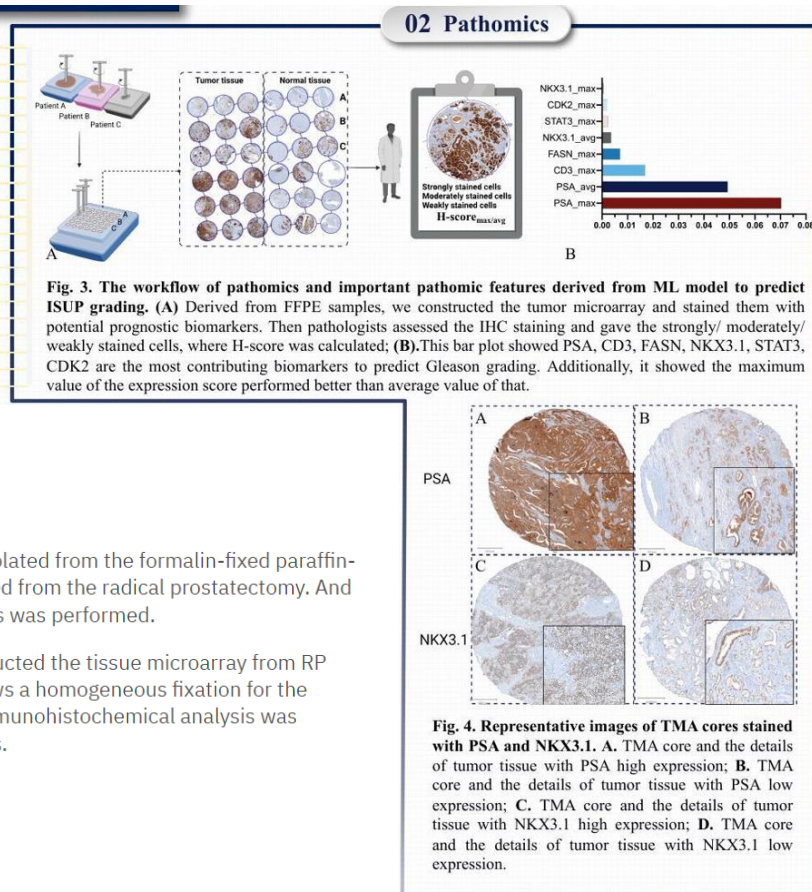 02 Pathomics
Patient A
Patient B
Patient C
A
B
C
A
Tumor tissue
Normal tissue
A
B
C
Strongly stained cells
Moderately stained cells
Weakly stained cells
H-scoremax/avg
NKX3.1_max
CDK2_max
STAT3_max
NKX3.1_avg
FASN_max
CD3_max
PSA_avg
PSA_max
0.00 0.01 0.02 0.03 0.04 0.05 0.06 0.07 0.08
B
Fig. 3. The workflow of pathomics and important pathomic features derived from ML model to predict
ISUP grading. (A) Derived from FFPE samples, we constructed the tumor microarray and stained them with
potential prognostic biomarkers. Then pathologists assessed the IHC staining and gave the strongly/ moderately/
weakly stained cells, where H-score was calculated; (B).This bar plot showed PSA, CD3, FASN, NKX3.1, STAT3,
CDK2 are the most contributing biomarkers to predict Gleason grading. Additionally, it showed the maximum
value of the expression score performed better than average value of that.
olated from the formalin-fixed paraffin-
ed from the radical prostatectomy. And
s was performed.
ucted the tissue microarray from RP
ws a homogeneous fixation for the
munohistochemical analysis was
s.
A
B
PSA
C
D
NKX3.1
Fig. 4. Representative images of TMA cores stained
with PSA and NKX3.1. A. TMA core and the details
of tumor tissue with PSA high expression; B. TMA
core and the details of tumor tissue with PSA low
expression; C. TMA core and the details of tumor
tissue with NKX3.1 high expression; D. TMA core
and the details of tumor tissue with NKX3.1 low
expression.